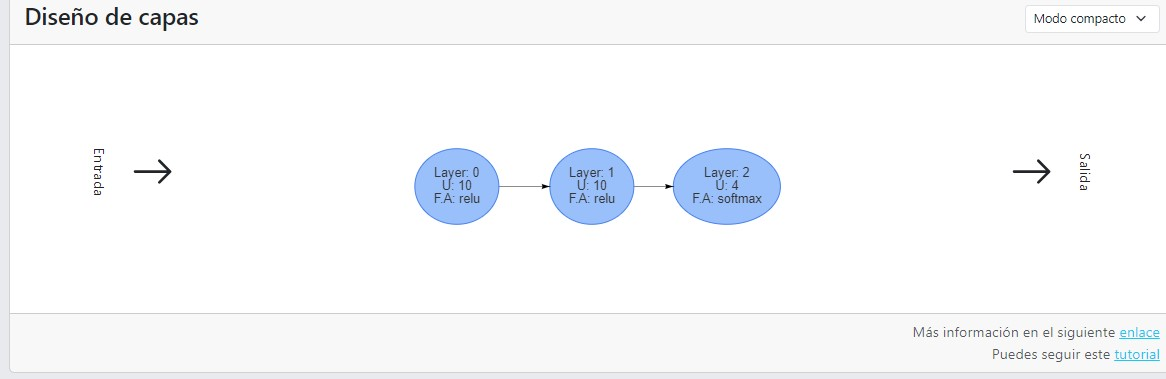 Diseño de capas
Modo compacto
Entrada
Layer: 0
U: 10
F.A: relu
Layer: 1
U: 10
F.A: relu
Layer: 2
U: 4
F.A: softmax
Salida
Más información en el siguiente enlace
Puedes seguir este tutorial